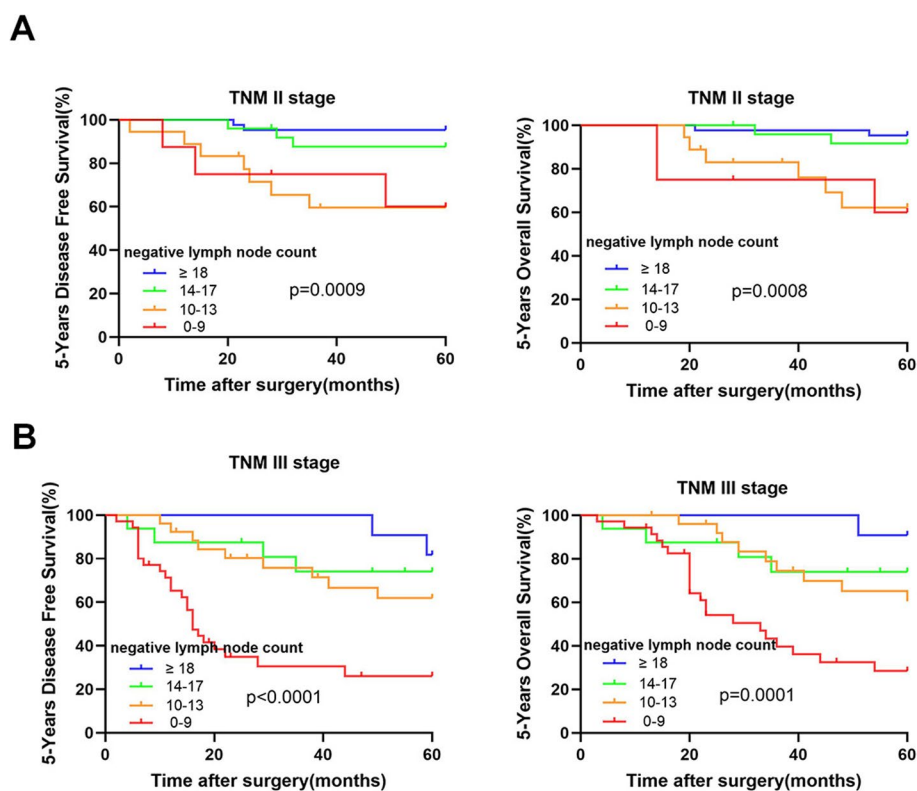 A
TNM II stage
5-Years Disease Free Survival(%)
100
80
60
40
20
0
negative lymph node count
≥ 18
14-17
10-13
0-9
p=0.0009
0 20 40 60
Time after surgery(months)
TNM II stage
5-Years Overall Survival(%)
100
80
60
40
20
0
negative lymph node count
≥ 18
14-17
10-13
0-9
p=0.0008
0 20 40 60
Time after surgery(months)
B
TNM III stage
5-Years Disease Free Survival(%)
100
80
60
40
20
0
negative lymph node count
≥ 18
14-17
10-13
0-9
p<0.0001
0 20 40 60
Time after surgery(months)
TNM III stage
5-Years Overall Survival(%)
100
80
60
40
20
0
negative lymph node count
≥ 18
14-17
10-13
0-9
p=0.0001
0 20 40 60
Time after surgery(months)